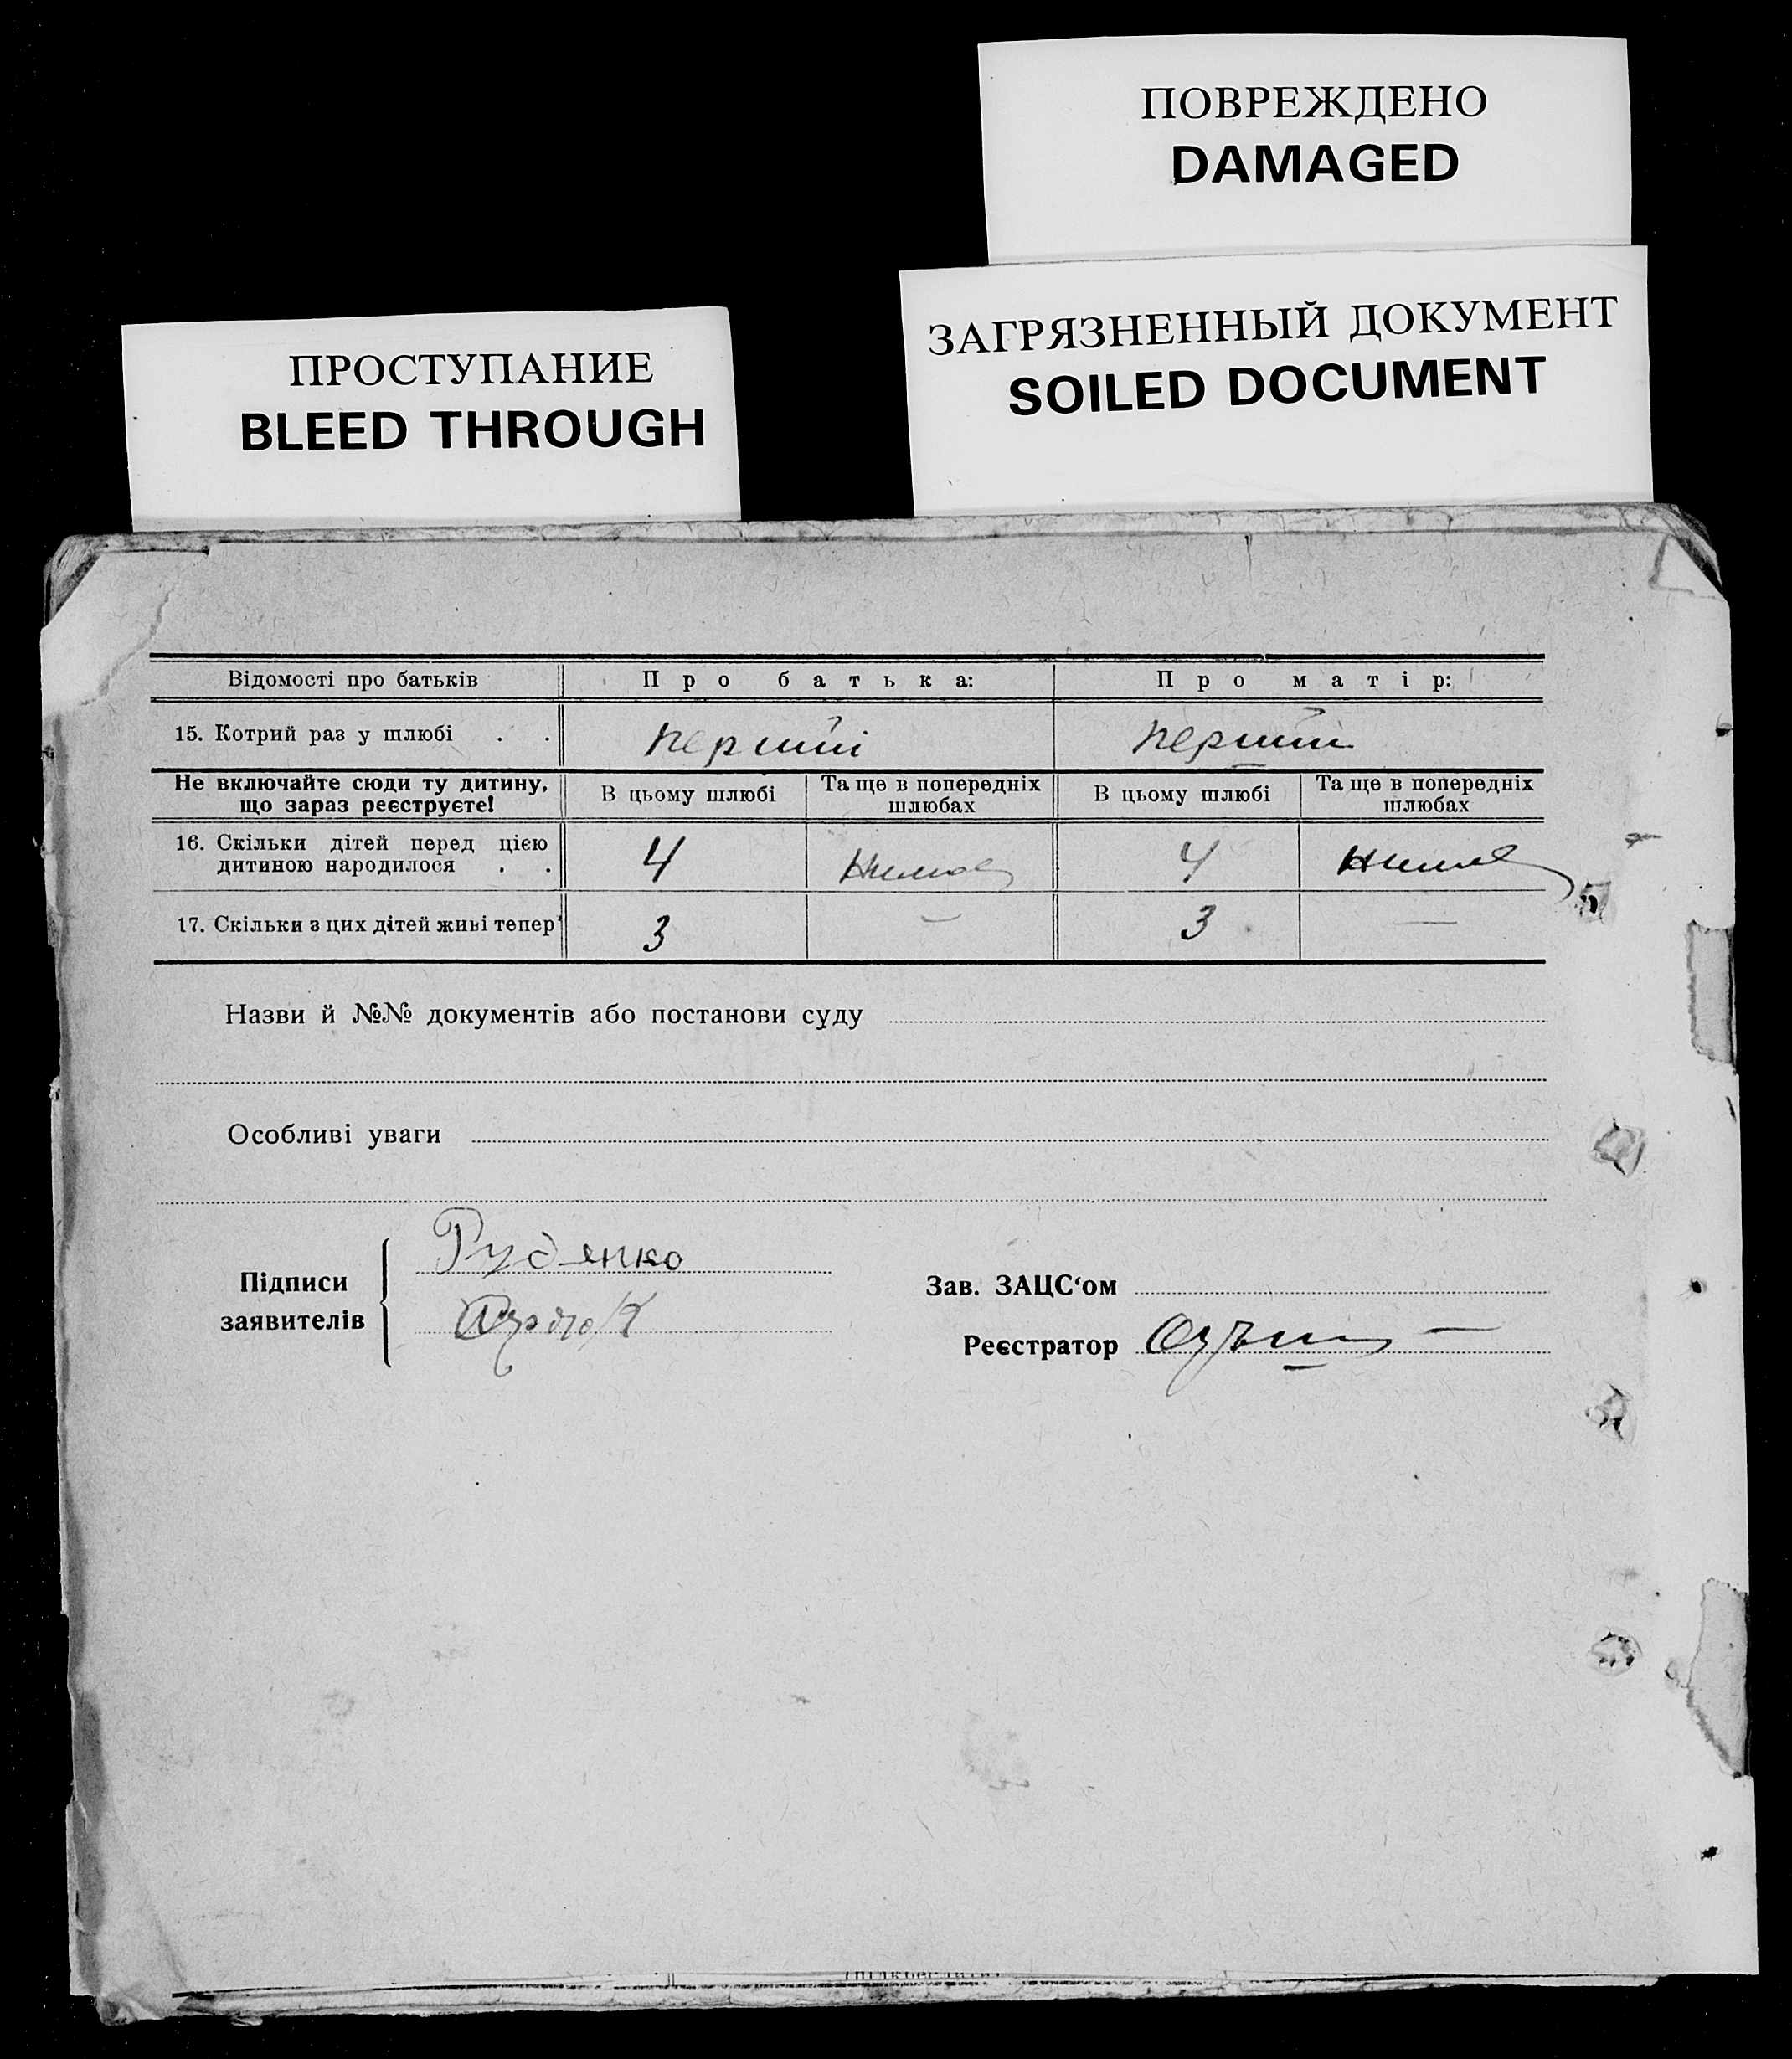 ПОВРЕЖДЕНО
DAMAGED
ЗАГРЯЗНЕННЫЙ ДОКУМЕНТ
SOILED DOCUMENT
ПРОСТУПАНИЕ
BLEED THROUGH
Відомості про батьків Про батька: Про матір:
15. Котрий раз у шлюбі . . перший перший
Не включайте сюди ту дитину, що зараз реєструєте! В цьому шлюбі Та ще в попередніх шлюбах В цьому шлюбі Та ще в попередніх шлюбах
16. Скільки дітей перед цією
дитиною народилося . . 4 4
17. Скільки з цих дітей живі тепер 3 — 3 —
Назви й №№ документів або постанови суду
Особливі уваги
Підписи заявителів
Руденко
Зав. ЗАЦС‘ом
Реєстратор